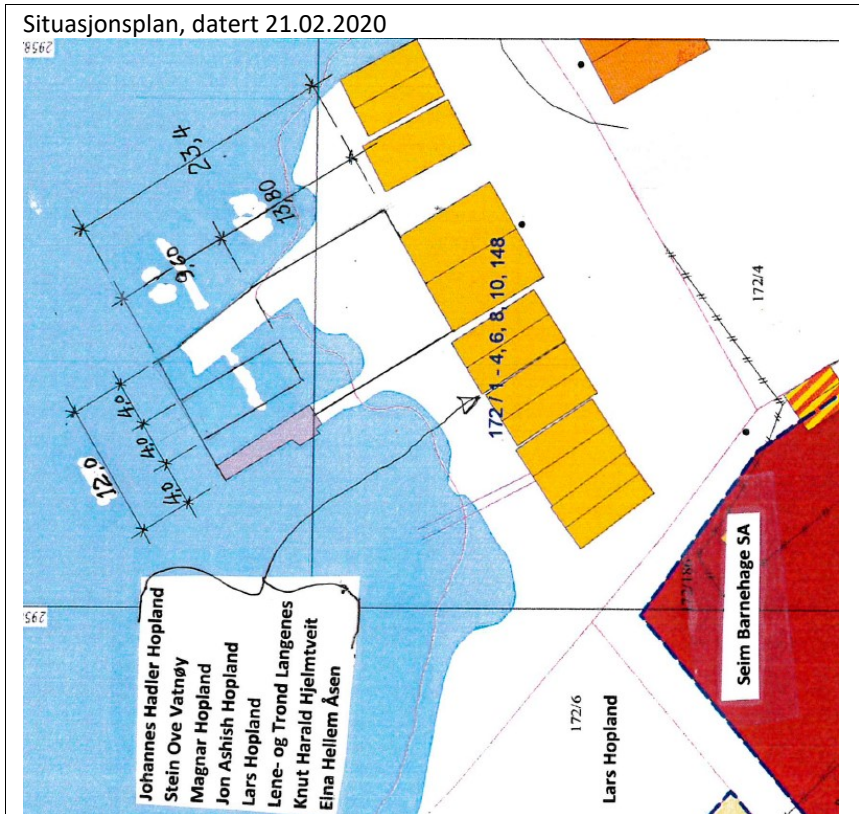 Situasjonsplan, datert 21.02.2020
23,4
13,80
9,60
4,0
4,0
4,0
12,0
172 / 1 - 4, 6, 8, 10, 148
172/4
Johannes Hadler Hopland
Stein Ove Vatnøy
Magnar Hopland
Jon Ashish Hopland
Lars Hopland
Lene- og Trond Langenes
Knut Harald Hjelmtveit
Eina Hellem Åsen
172/6
Lars Hopland
Seim Barnehage SA